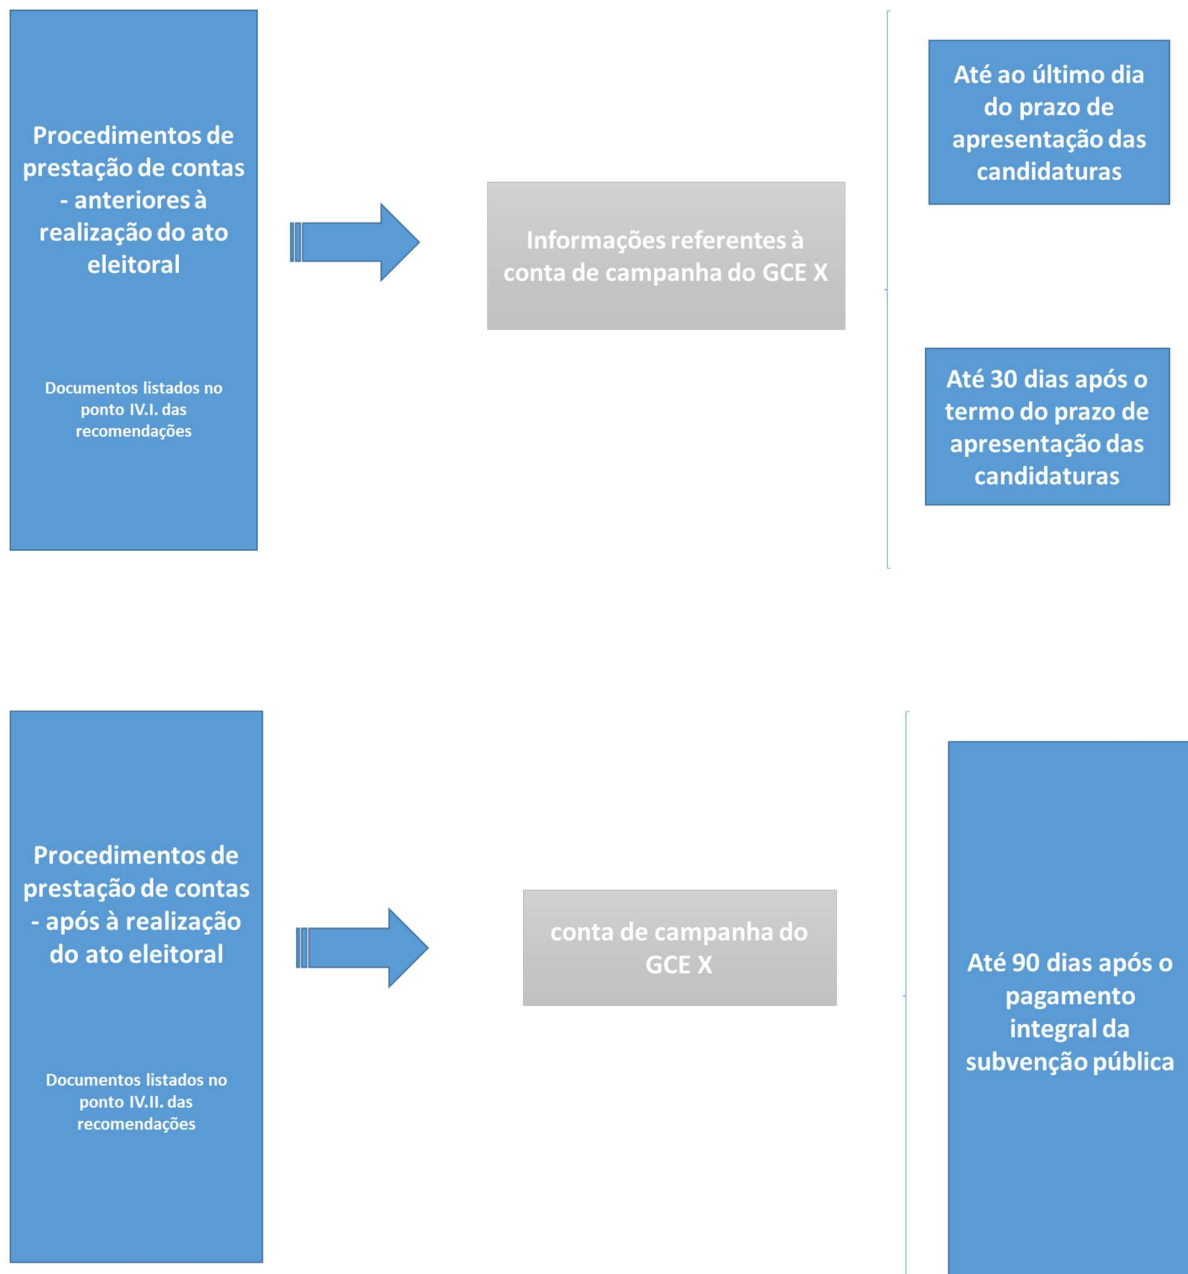 Procedimentos de
prestação de contas
- anteriores à
realização do ato
eleitoral
Documentos listados no
ponto IV.I. das
recomendações
Informações referentes à
conta de campanha do GCE X
Até ao último dia
do prazo de
apresentação das
candidaturas
Até 30 dias após o
termo do prazo de
apresentação das
candidaturas
Procedimentos de
prestação de contas
- após à realização
do ato eleitoral
Documentos listados no
ponto IV.II. das
recomendações
conta de campanha do
GCE X
Até 90 dias após o
pagamento
integral da
subvenção pública